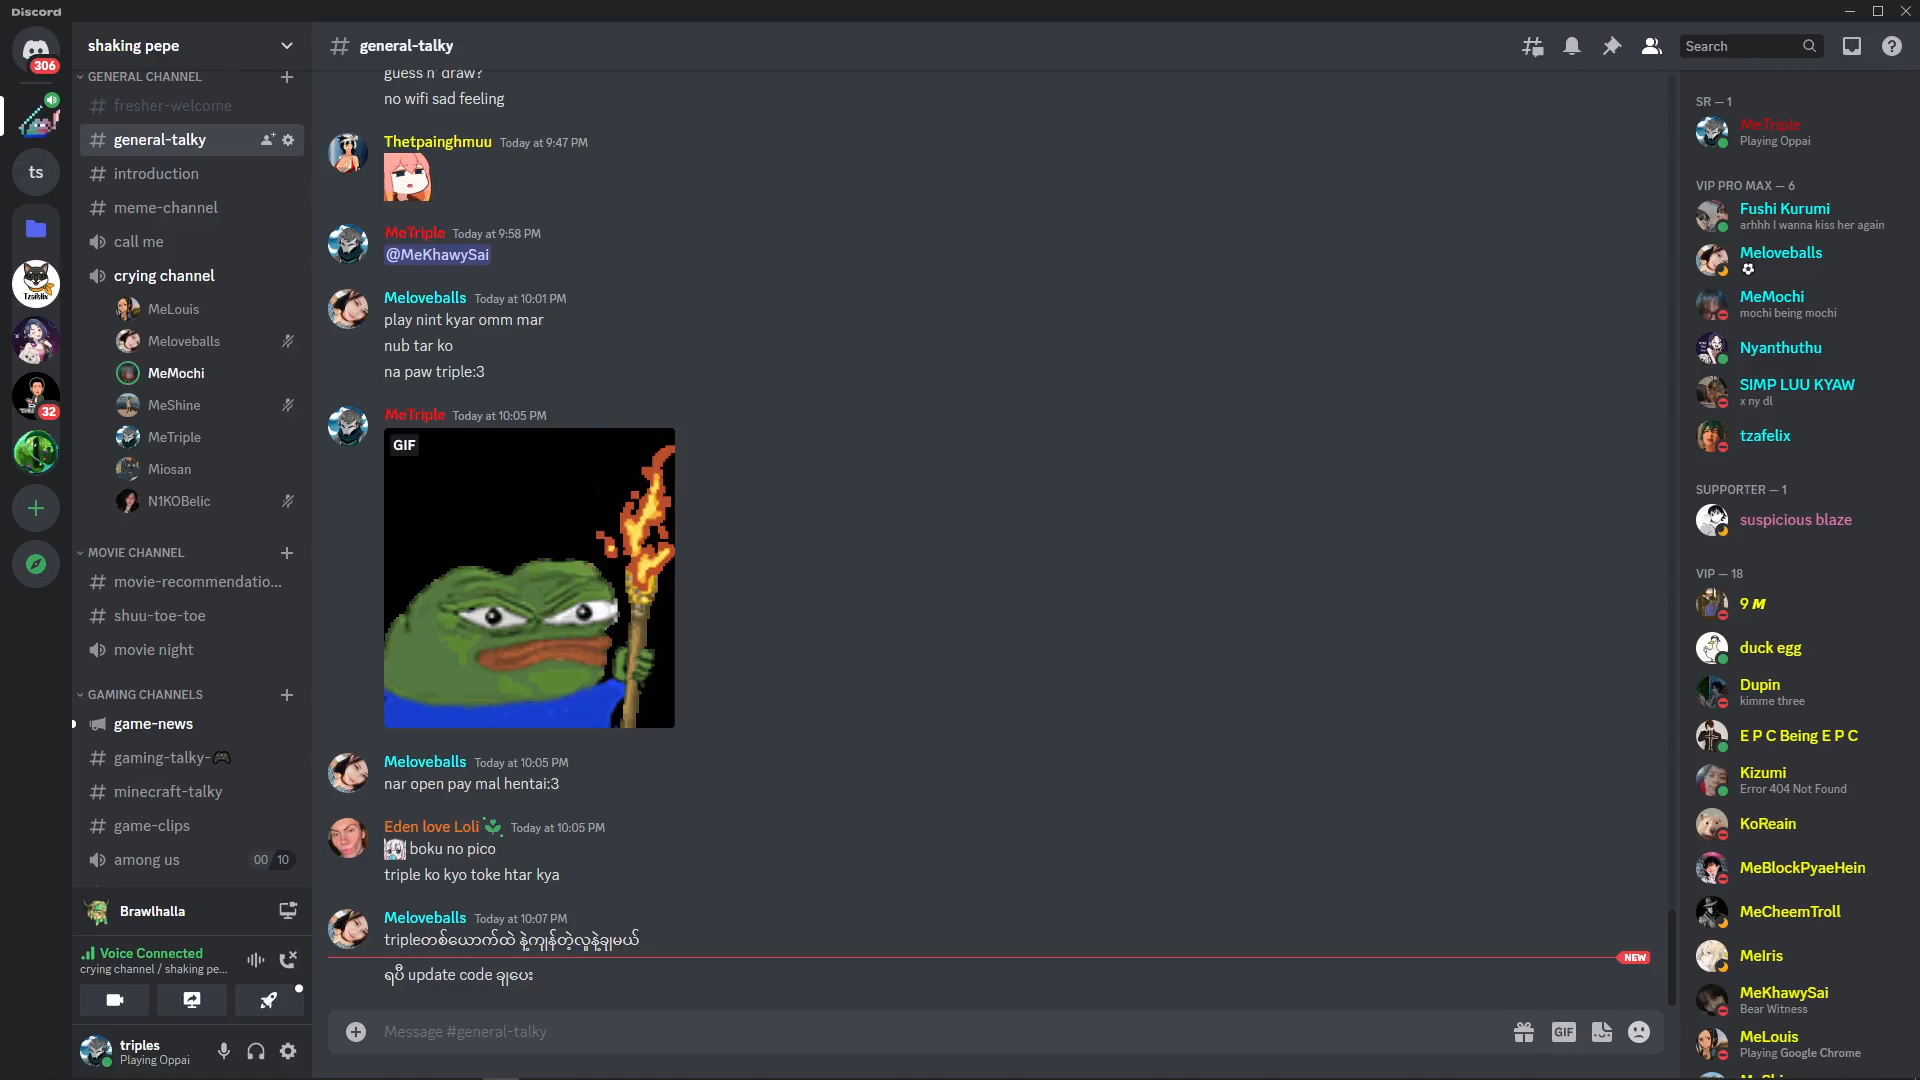 Discord
306
ts
TzaFelix
32
shaking pepe
GENERAL CHANNEL
fresher-welcome
general-talky
introduction
meme-channel
call me
crying channel
MeLouis
Meloveballs
MeMochi
MeShine
MeTriple
Miosan
N1KOBelic
MOVIE CHANNEL
movie-recommendatio...
shuu-toe-toe
movie night
GAMING CHANNELS
game-news
gaming-talky-🎮
minecraft-talky
game-clips
among us 00 10
Brawlhalla
Voice Connected
crying channel / shaking pe...
triples
Playing Oppai
general-talky
Search
guess n' draw?
no wifi sad feeling
Thetpainghmuu Today at 9:47 PM
MeTriple Today at 9:58 PM
@MeKhawySai
Meloveballs Today at 10:01 PM
play nint kyar omm mar
nub tar ko
na paw triple:3
MeTriple Today at 10:05 PM
GIF
Meloveballs Today at 10:05 PM
nar open pay mal hentai:3
Eden love Loli Today at 10:05 PM
boku no pico
triple ko kyo toke htar kya
Meloveballs Today at 10:07 PM
tripleတစ်ယောက်ထဲ နဲ့ကျန်တဲ့လူနဲ့ချမယ်
NEW
ရပီ update code ချပေး
Message #general-talky
GIF
SR — 1
MeTriple
Playing Oppai
VIP PRO MAX — 6
Fushi Kurumi
arhhh I wanna kiss her again
Meloveballs
⚽
MeMochi
mochi being mochi
Nyanthuthu
SIMP LUU KYAW
x ny dl
tzafelix
SUPPORTER — 1
suspicious blaze
VIP — 18
9 𝙈
duck egg
Dupin
kimme three
E P C Being E P C
Kizumi
Error 404 Not Found
KoReain
MeBlockPyaeHein
MeCheemTroll
MeIris
MeKhawySai
Bear Witness
MeLouis
Playing Google Chrome